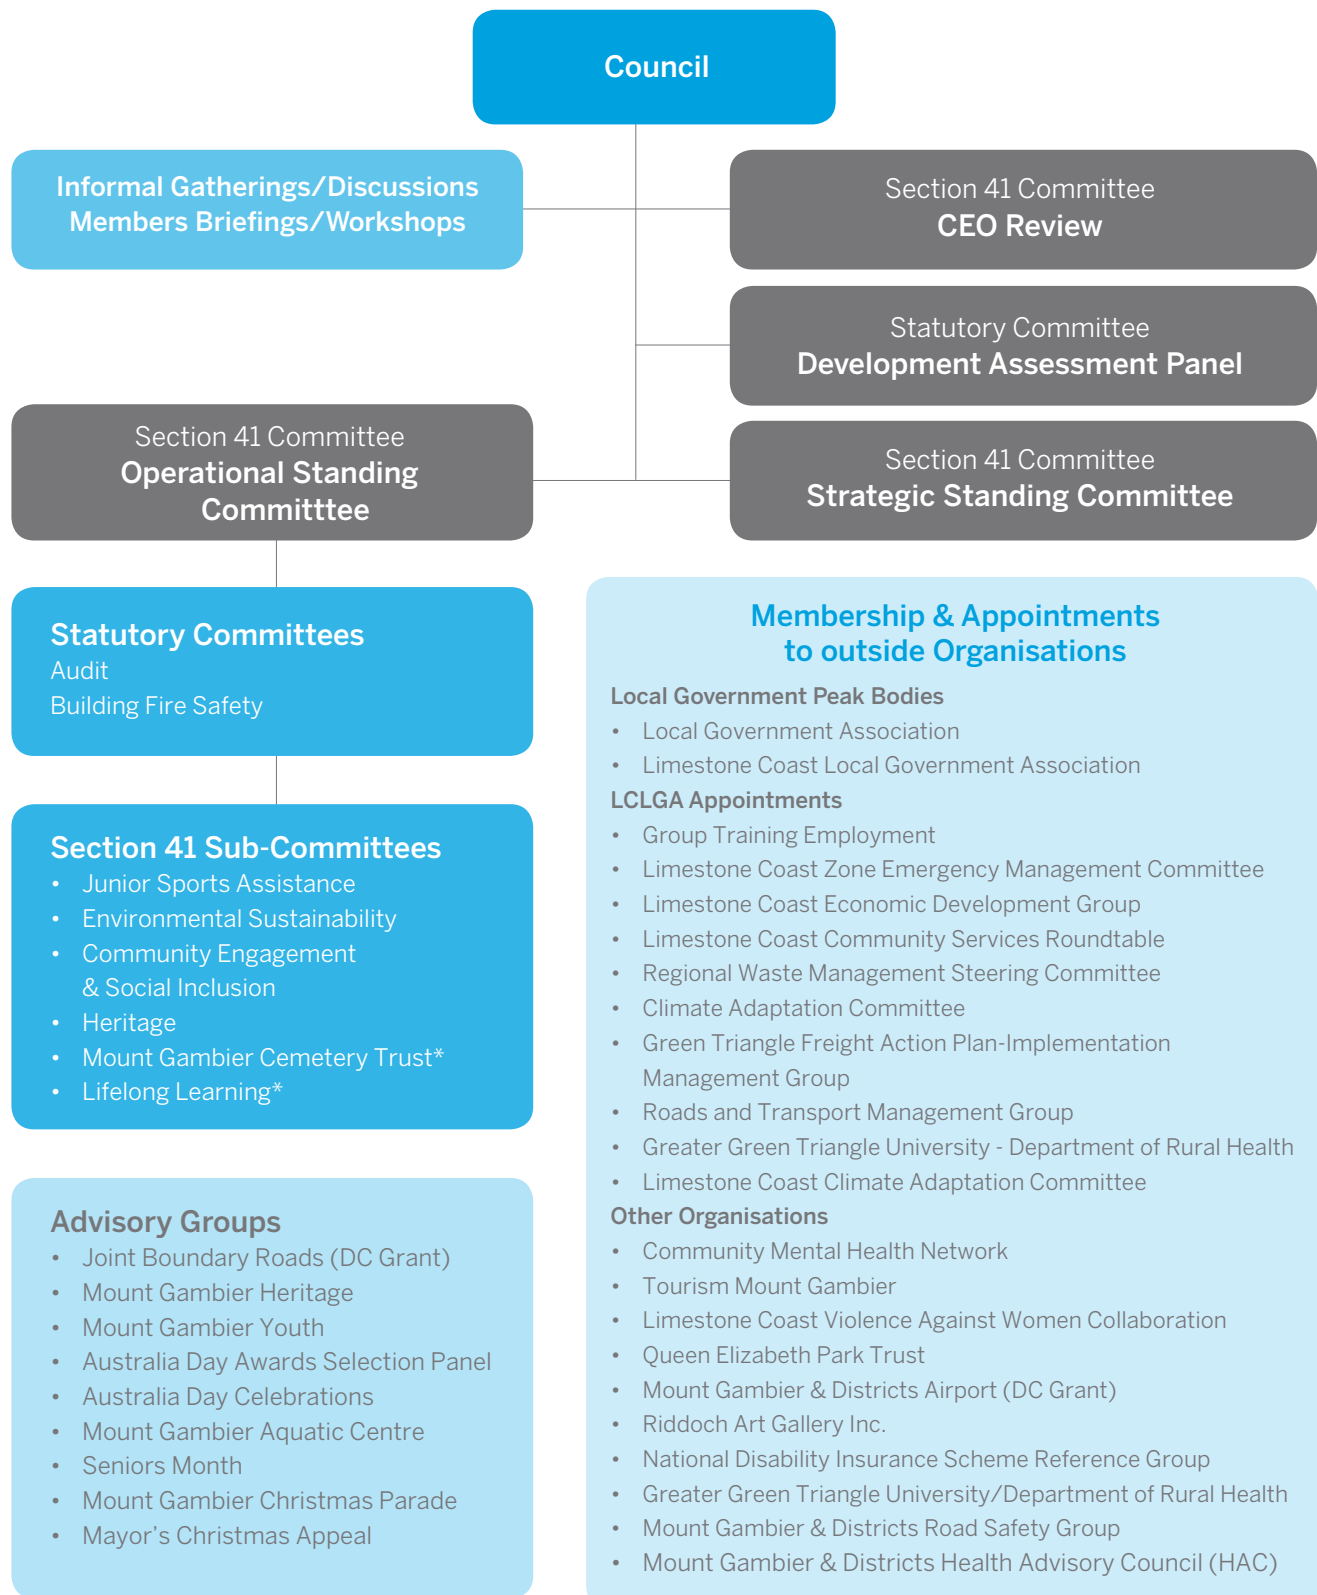 Council
Informal Gatherings/Discussions
Members Briefings/Workshops
Section 41 Committee
CEO Review
Statutory Committee
Development Assessment Panel
Section 41 Committee
Operational Standing
Committtee
Section 41 Committee
Strategic Standing Committee
Statutory Committees
Audit
Building Fire Safety
Section 41 Sub-Committees
• Junior Sports Assistance
• Environmental Sustainability
• Community Engagement
& Social Inclusion
• Heritage
• Mount Gambier Cemetery Trust*
• Lifelong Learning*
Advisory Groups
• Joint Boundary Roads (DC Grant)
• Mount Gambier Heritage
• Mount Gambier Youth
• Australia Day Awards Selection Panel
• Australia Day Celebrations
• Mount Gambier Aquatic Centre
• Seniors Month
• Mount Gambier Christmas Parade
• Mayor's Christmas Appeal
Membership & Appointments
to outside Organisations
Local Government Peak Bodies
• Local Government Association
• Limestone Coast Local Government Association
LCLGA Appointments
• Group Training Employment
• Limestone Coast Zone Emergency Management Committee
• Limestone Coast Economic Development Group
• Limestone Coast Community Services Roundtable
• Regional Waste Management Steering Committee
• Climate Adaptation Committee
• Green Triangle Freight Action Plan-Implementation
Management Group
• Roads and Transport Management Group
• Greater Green Triangle University - Department of Rural Health
• Limestone Coast Climate Adaptation Committee
Other Organisations
• Community Mental Health Network
• Tourism Mount Gambier
• Limestone Coast Violence Against Women Collaboration
• Queen Elizabeth Park Trust
• Mount Gambier & Districts Airport (DC Grant)
• Riddoch Art Gallery Inc.
• National Disability Insurance Scheme Reference Group
• Greater Green Triangle University/Department of Rural Health
• Mount Gambier & Districts Road Safety Group
• Mount Gambier & Districts Health Advisory Council (HAC)